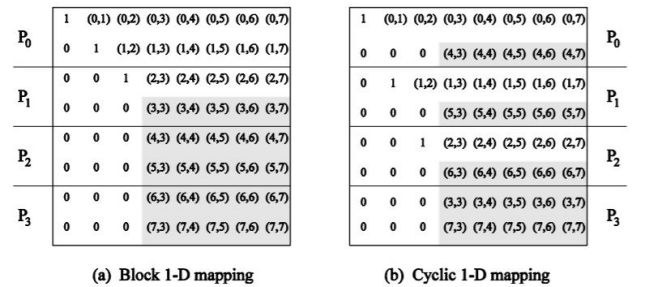 P0
1 (0,1) (0,2) (0,3) (0,4) (0,5) (0,6) (0,7)
0 1 (1,2) (1,3) (1,4) (1,5) (1,6) (1,7)
P1
0 0 1 (2,3) (2,4) (2,5) (2,6) (2,7)
0 0 0 (3,3) (3,4) (3,5) (3,6) (3,7)
P2
0 0 0 (4,3) (4,4) (4,5) (4,6) (4,7)
0 0 0 (5,3) (5,4) (5,5) (5,6) (5,7)
P3
0 0 0 (6,3) (6,4) (6,5) (6,6) (6,7)
0 0 0 (7,3) (7,4) (7,5) (7,6) (7,7)
(a) Block 1-D mapping
1 (0,1) (0,2) (0,3) (0,4) (0,5) (0,6) (0,7)
0 0 0 (4,3) (4,4) (4,5) (4,6) (4,7)
P0
0 1 (1,2) (1,3) (1,4) (1,5) (1,6) (1,7)
0 0 0 (5,3) (5,4) (5,5) (5,6) (5,7)
P1
0 0 1 (2,3) (2,4) (2,5) (2,6) (2,7)
0 0 0 (6,3) (6,4) (6,5) (6,6) (6,7)
P2
0 0 0 (3,3) (3,4) (3,5) (3,6) (3,7)
0 0 0 (7,3) (7,4) (7,5) (7,6) (7,7)
P3
(b) Cyclic 1-D mapping